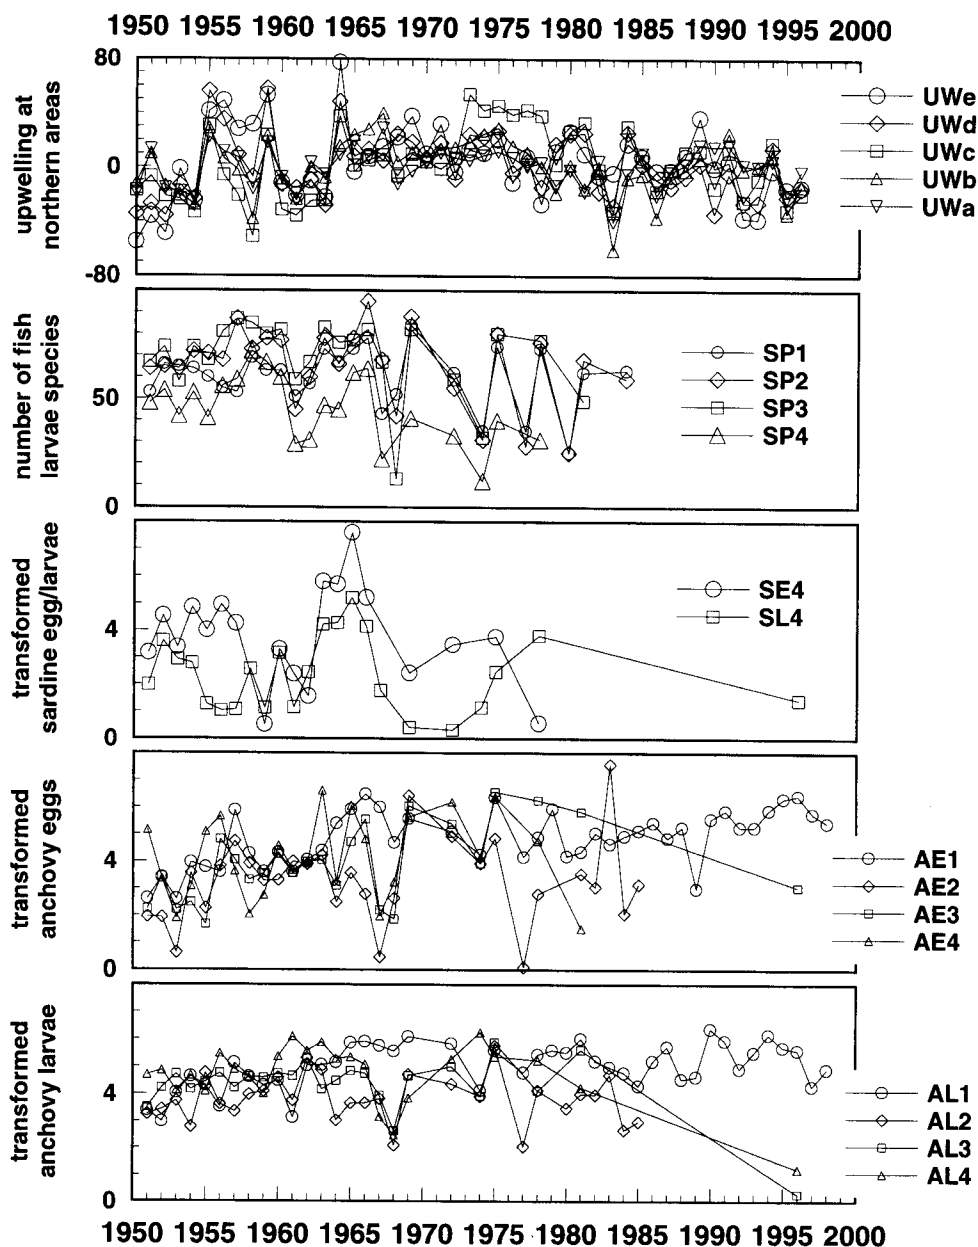 1950 1955 1960 1965 1970 1975 1980 1985 1990 1995 2000
80
0
-80
upwelling at
northern areas
UWe
UWd
UWc
UWb
UWa
50
0
number of fish
larvae species
SP1
SP2
SP3
SP4
4
0
transformed
sardine egg/larvae
SE4
SL4
4
0
transformed
anchovy eggs
AE1
AE2
AE3
AE4
4
0
transformed
anchovy larvae
AL1
AL2
AL3
AL4
1950 1955 1960 1965 1970 1975 1980 1985 1990 1995 2000